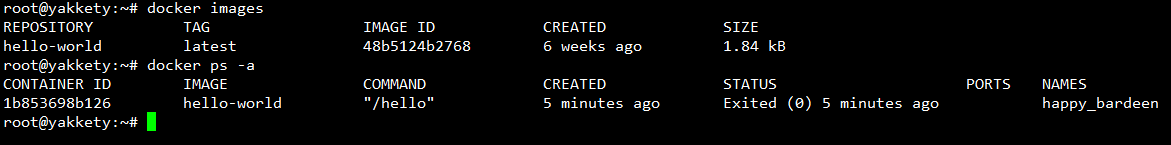 root@yakkety:~# docker images
REPOSITORY TAG IMAGE ID CREATED SIZE
hello-world latest 48b5124b2768 6 weeks ago 1.84 kB
root@yakkety:~# docker ps -a
CONTAINER ID IMAGE COMMAND CREATED STATUS PORTS NAMES
1b853698b126 hello-world "/hello" 5 minutes ago Exited (0) 5 minutes ago happy_bardeen
root@yakkety:~#